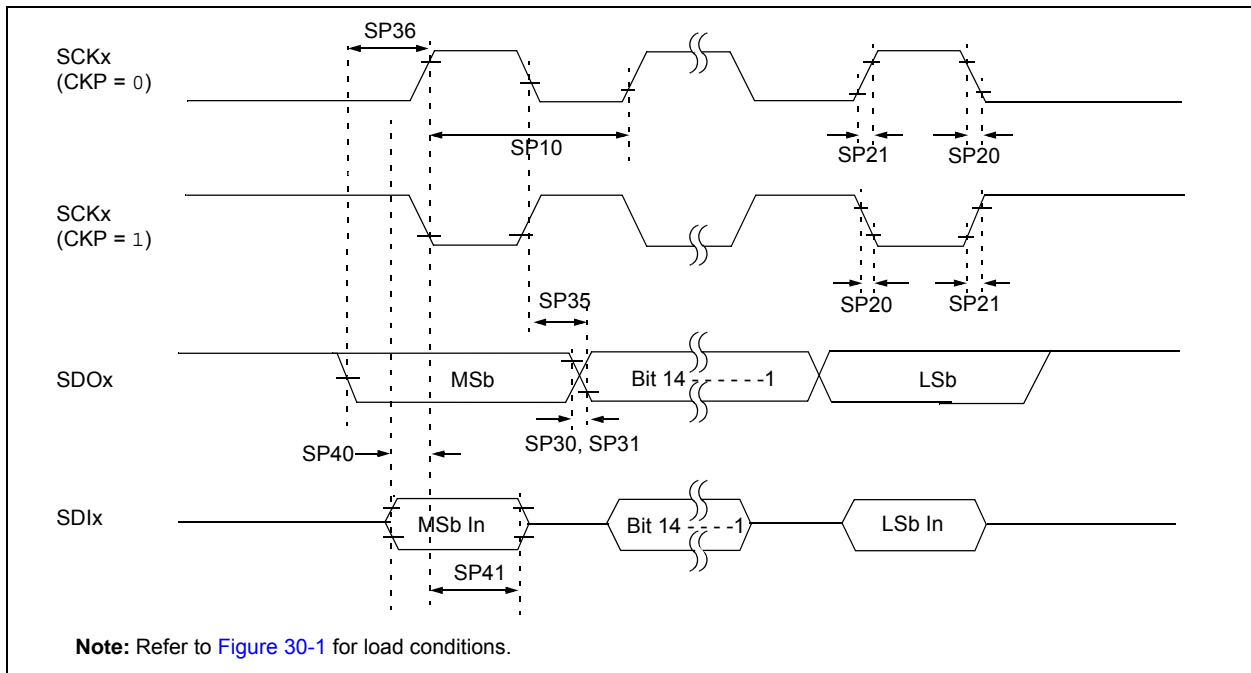 SP36
SCKx
(CKP = 0)
SP10
SP21
SP20
SCKx
(CKP = 1)
SP35
SP20
SP21
SDOx
MSb
Bit 14 - - - - - -1
LSb
SP30, SP31
SP40
SDIx
MSb In
Bit 14 - - - -1
LSb In
SP41
Note: Refer to Figure 30-1 for load conditions.